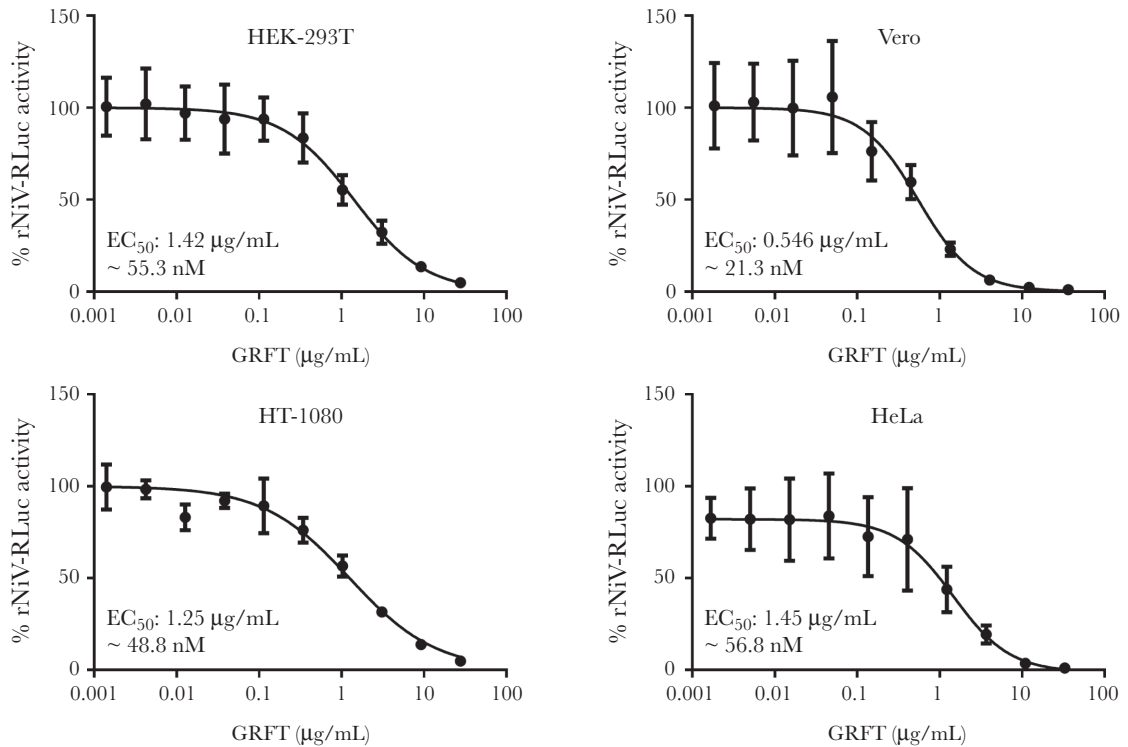 HEK-293T
% rNiV-RLuc activity
150
100
50
0
EC₅₀: 1.42 µg/mL
~ 55.3 nM
0.001 0.01 0.1 1 10 100
GRFT (µg/mL)
Vero
% rNiV-RLuc activity
150
100
50
0
EC₅₀: 0.546 µg/mL
~ 21.3 nM
0.001 0.01 0.1 1 10 100
GRFT (µg/mL)
HT-1080
% rNiV-RLuc activity
150
100
50
0
EC₅₀: 1.25 µg/mL
~ 48.8 nM
0.001 0.01 0.1 1 10 100
GRFT (µg/mL)
HeLa
% rNiV-RLuc activity
150
100
50
0
EC₅₀: 1.45 µg/mL
~ 56.8 nM
0.001 0.01 0.1 1 10 100
GRFT (µg/mL)